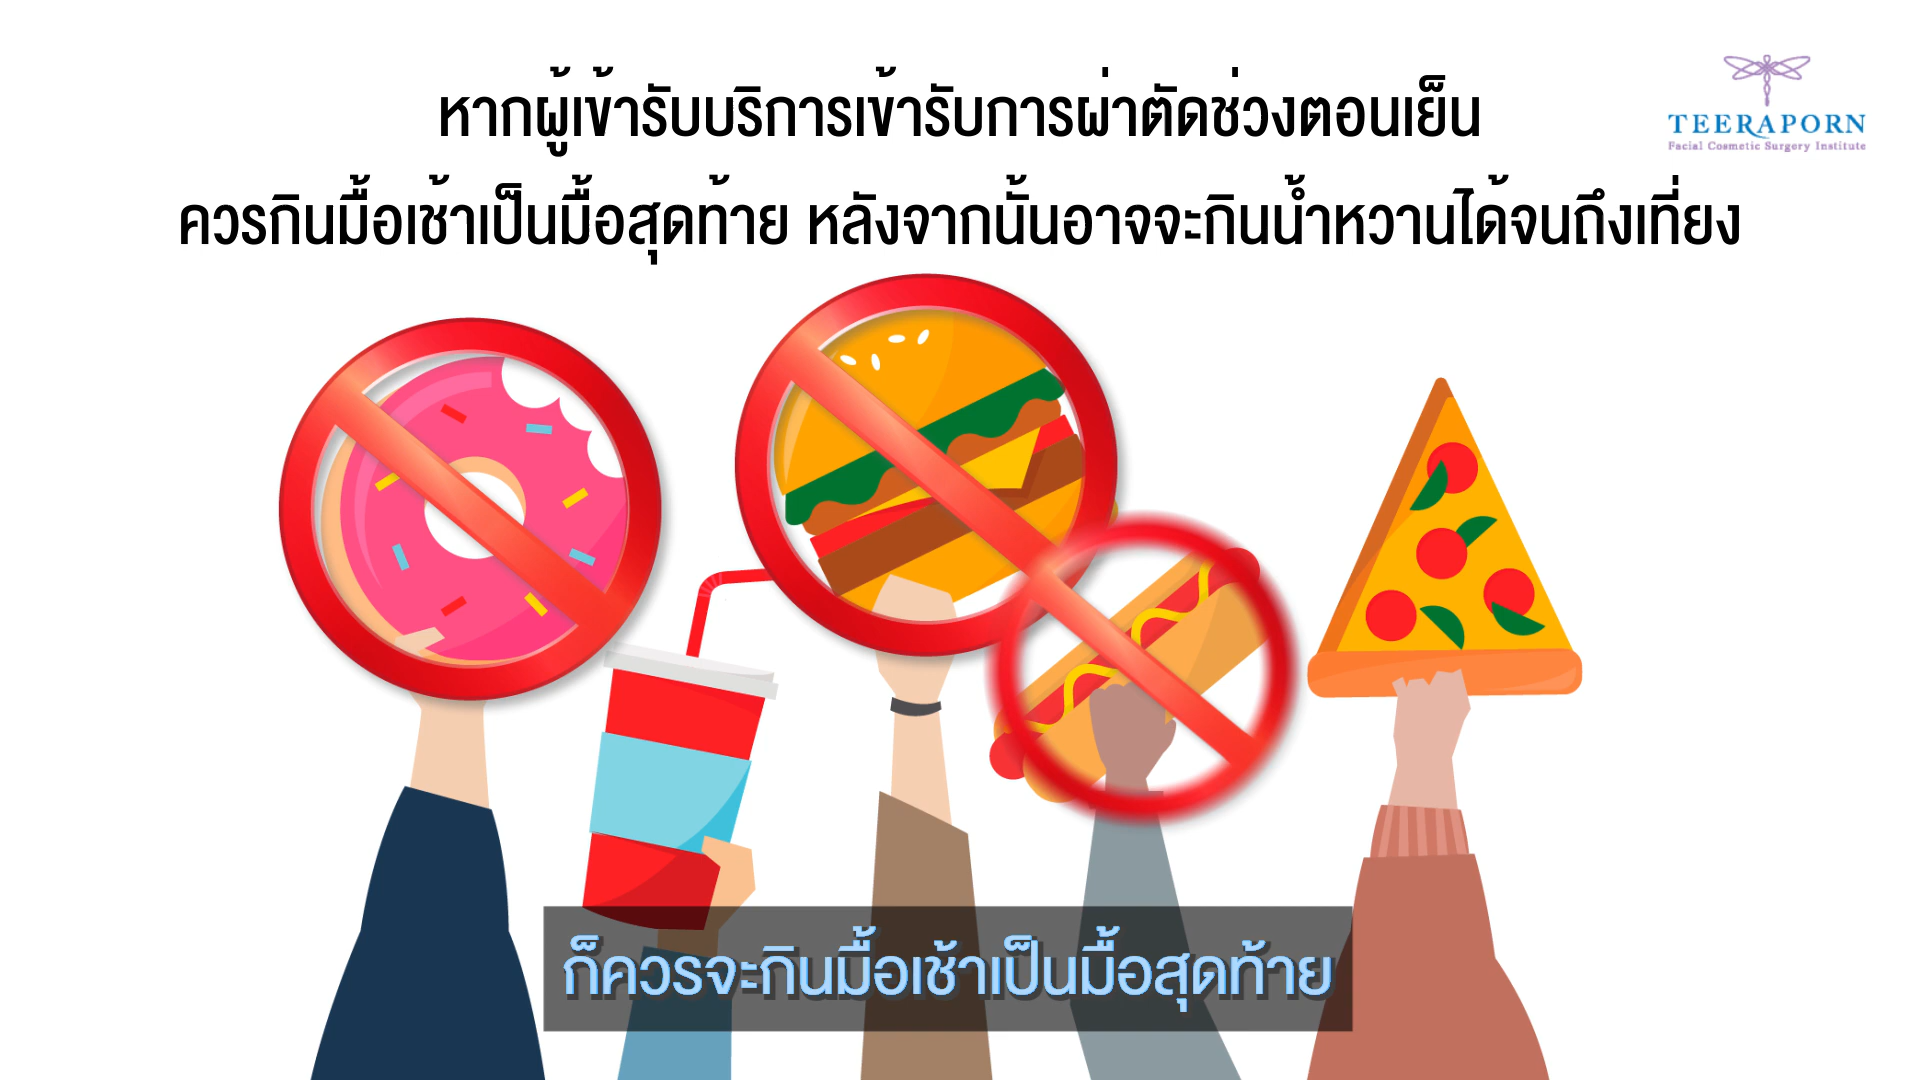 หากผู้เข้ารับบริการเข้ารับการผ่าตัดช่วงตอนเย็น
ควรกินมื้อเช้าเป็นมื้อสุดท้าย หลังจากนั้นอาจจะกินน้ำหวานได้จนถึงเที่ยง
TEERAPORN
Facial Cosmetic Surgery Institute
ก็ควรจะกินมื้อเช้าเป็นมื้อสุดท้าย